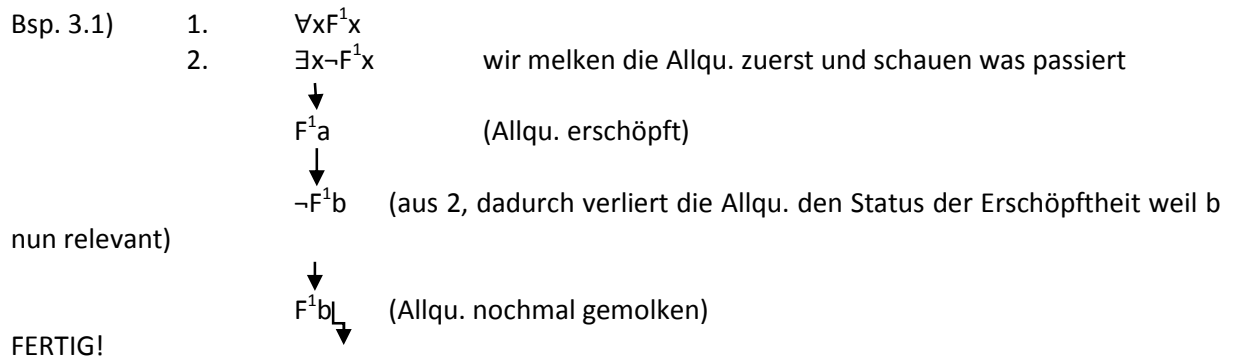 Bsp. 3.1) 1. ∀xF¹x
2. ∃x¬F¹x wir melken die Allqu. zuerst und schauen was passiert
F¹a (Allqu. erschöpft)
¬F¹b (aus 2, dadurch verliert die Allqu. den Status der Erschöpftheit weil b
nun relevant)
F¹b (Allqu. nochmal gemolken)
FERTIG!